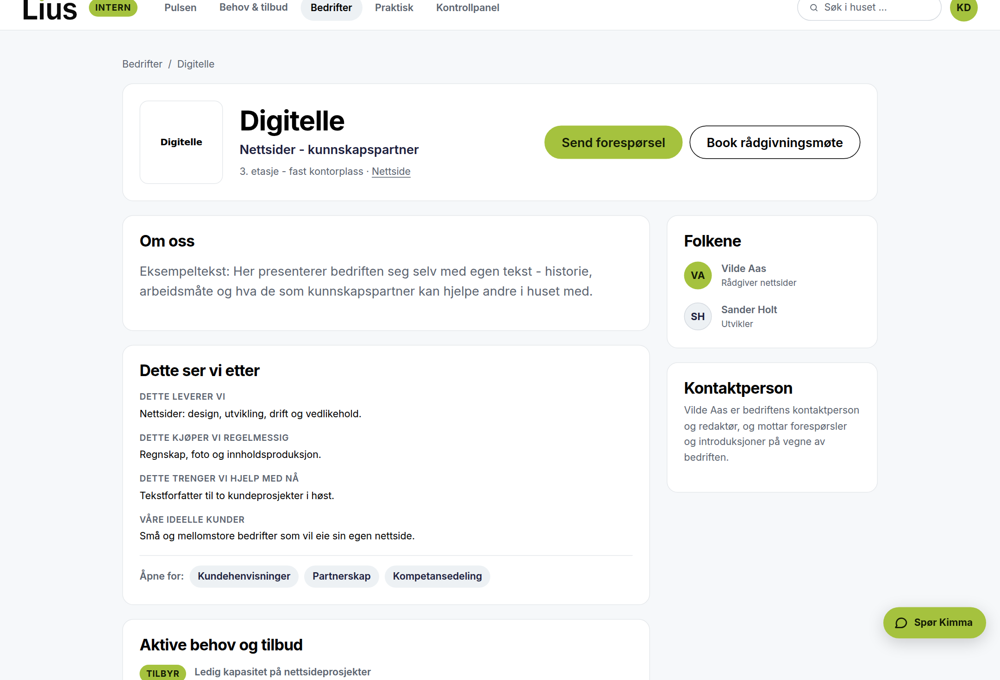 Lius INTERN Pulsen Behov & tilbud Bedrifter Praktisk Kontrollpanel Søk i huset ... KD
Bedrifter / Digitelle
Digitelle
Digitelle
Nettsider - kunnskapspartner
3. etasje - fast kontorplass · Nettside
Send forespørsel Book rådgivningsmøte
Om oss
Eksempeltekst: Her presenterer bedriften seg selv med egen tekst - historie,
arbeidsmåte og hva de som kunnskapspartner kan hjelpe andre i huset med.
Dette ser vi etter
DETTE LEVERER VI
Nettsider: design, utvikling, drift og vedlikehold.
DETTE KJØPER VI REGELMESSIG
Regnskap, foto og innholdsproduksjon.
DETTE TRENGER VI HJELP MED NÅ
Tekstforfatter til to kundeprosjekter i høst.
VÅRE IDEELLE KUNDER
Små og mellomstore bedrifter som vil eie sin egen nettside.
Åpne for: Kundehenvisninger Partnerskap Kompetansedeling
Aktive behov og tilbud
TILBYR Ledig kapasitet på nettsideprosjekter
Folkene
VA Vilde Aas
Rådgiver nettsider
SH Sander Holt
Utvikler
Kontaktperson
Vilde Aas er bedriftens kontaktperson
og redaktør, og mottar forespørsler
og introduksjoner på vegne av
bedriften.
Spør Kimma